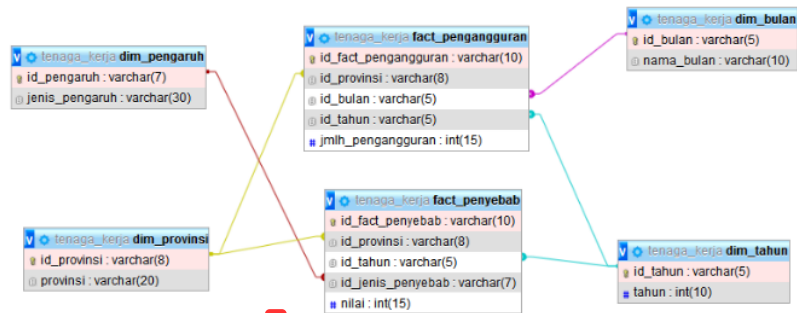 tenaga_kerja dim_pengaruh
id_pengaruh : varchar(7)
jenis_pengaruh : varchar(30)
tenaga_kerja fact_pengangguran
id_fact_pengangguran : varchar(10)
id_provinsi : varchar(8)
id_bulan : varchar(5)
id_tahun : varchar(5)
# jmlh_pengangguran : int(15)
tenaga_kerja dim_bulan
id_bulan : varchar(5)
nama_bulan : varchar(10)
tenaga_kerja dim_provinsi
id_provinsi : varchar(8)
provinsi : varchar(20)
tenaga_kerja fact_penyebab
id_fact_penyebab : varchar(10)
id_provinsi : varchar(8)
id_tahun : varchar(5)
id_jenis_penyebab : varchar(7)
# nilai : int(15)
tenaga_kerja dim_tahun
id_tahun : varchar(5)
# tahun : int(10)